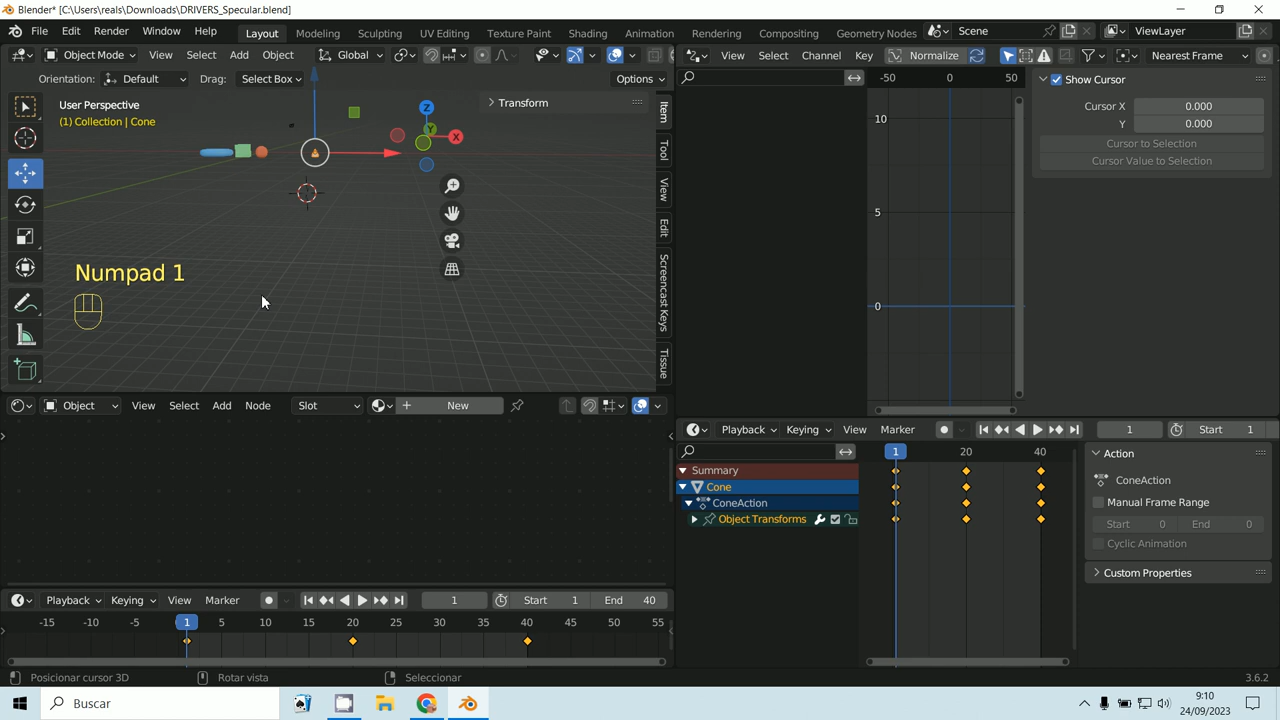 Blender* [C:\Users\reals\Downloads\DRIVERS_Specular.blend]
File Edit Render Window Help Layout Modeling Sculpting UV Editing Texture Paint Shading Animation Rendering Compositing Geometry Nodes Scene ViewLayer
Object Mode View Select Add Object Global
View Select Channel Key Normalize Nearest Frame
Orientation: Default Drag: Select Box Options
-50 0 50
Show Cursor
Cursor X 0.000
Y 0.000
Cursor to Selection
Cursor Value to Selection
User Perspective
(1) Collection | Cone
Transform
Z
Y
X
Item
Tool
View
Edit
Screencast Keys
Tissue
10
5
0
Numpad 1
Object View Select Add Node Slot New
Playback Keying View Marker 1 Start 1
1 20 40
Summary
Cone
ConeAction
Object Transforms
Action
ConeAction
Manual Frame Range
Start 0 End 0
Cyclic Animation
Custom Properties
Playback Keying View Marker 1 Start 1 End 40
-15 -10 -5 1 5 10 15 20 25 30 35 40 45 50 55
Posicionar cursor 3D Rotar vista Seleccionar 3.6.2
Buscar
9:10
24/09/2023